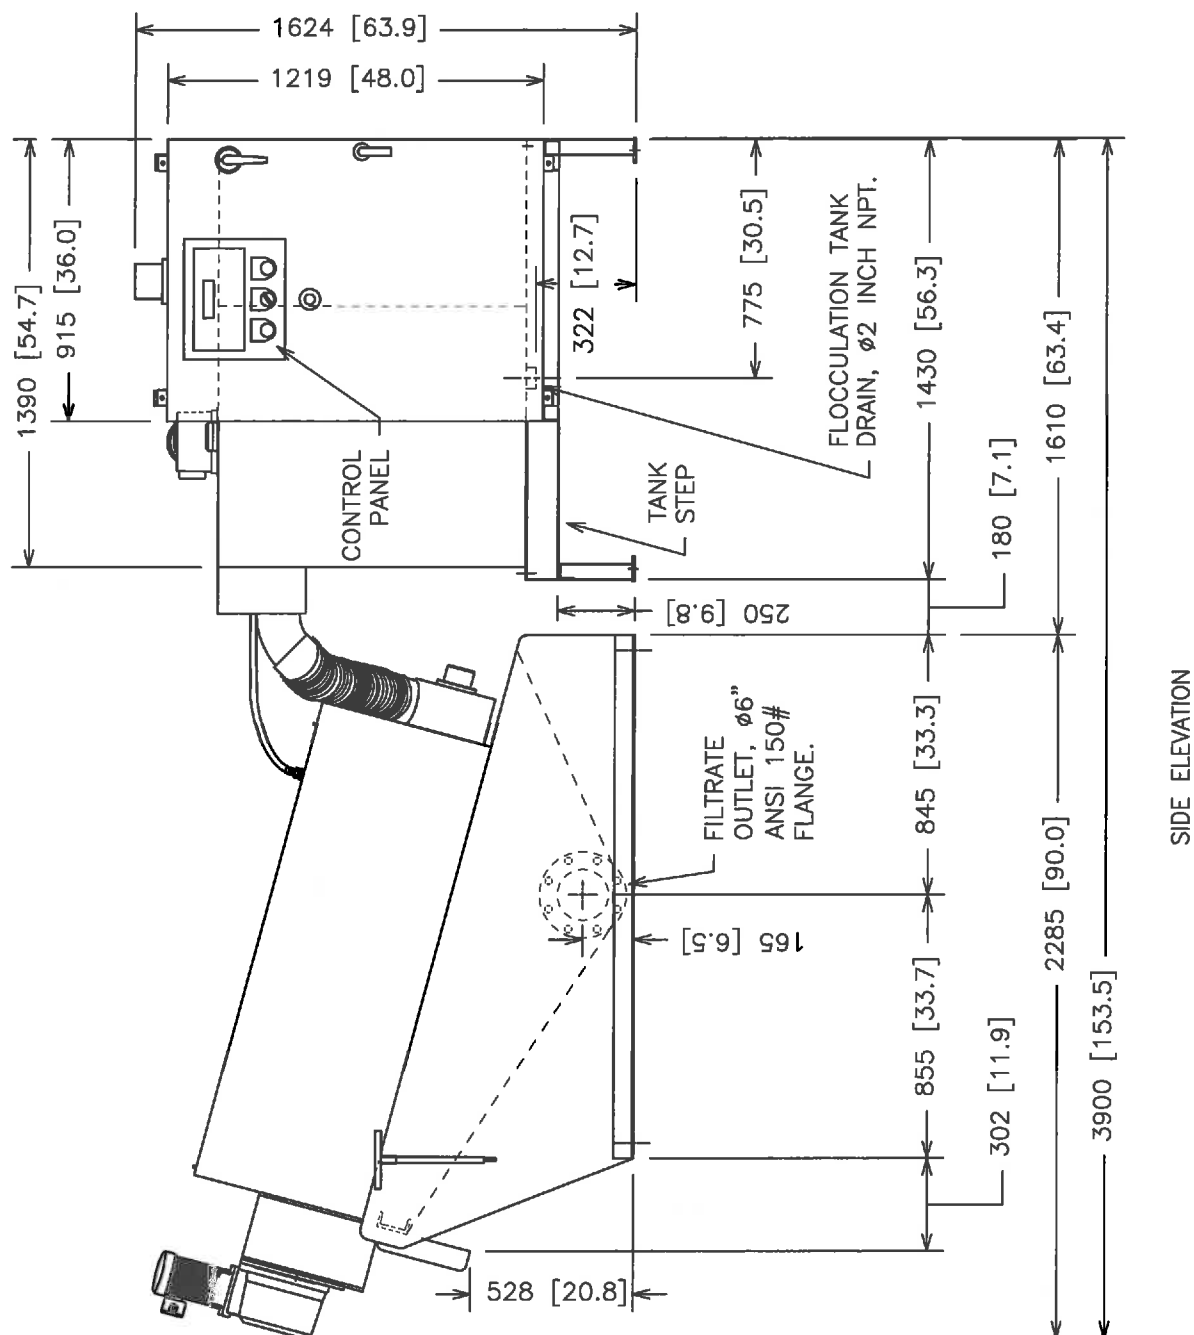 1624 [63.9]
1219 [48.0]
1390 [54.7]
915 [36.0]
322 [12.7]
775 [30.5]
FLOCCULATION TANK
DRAIN, ø2 INCH NPT.
1430 [56.3]
1610 [63.4]
180 [7.1]
CONTROL
PANEL
TANK
STEP
250 [9.8]
FILTRATE
OUTLET, ø6"
ANSI 150#
FLANGE.
845 [33.3]
2285 [90.0]
3900 [153.5]
165 [6.5]
855 [33.7]
302 [11.9]
528 [20.8]
SIDE ELEVATION